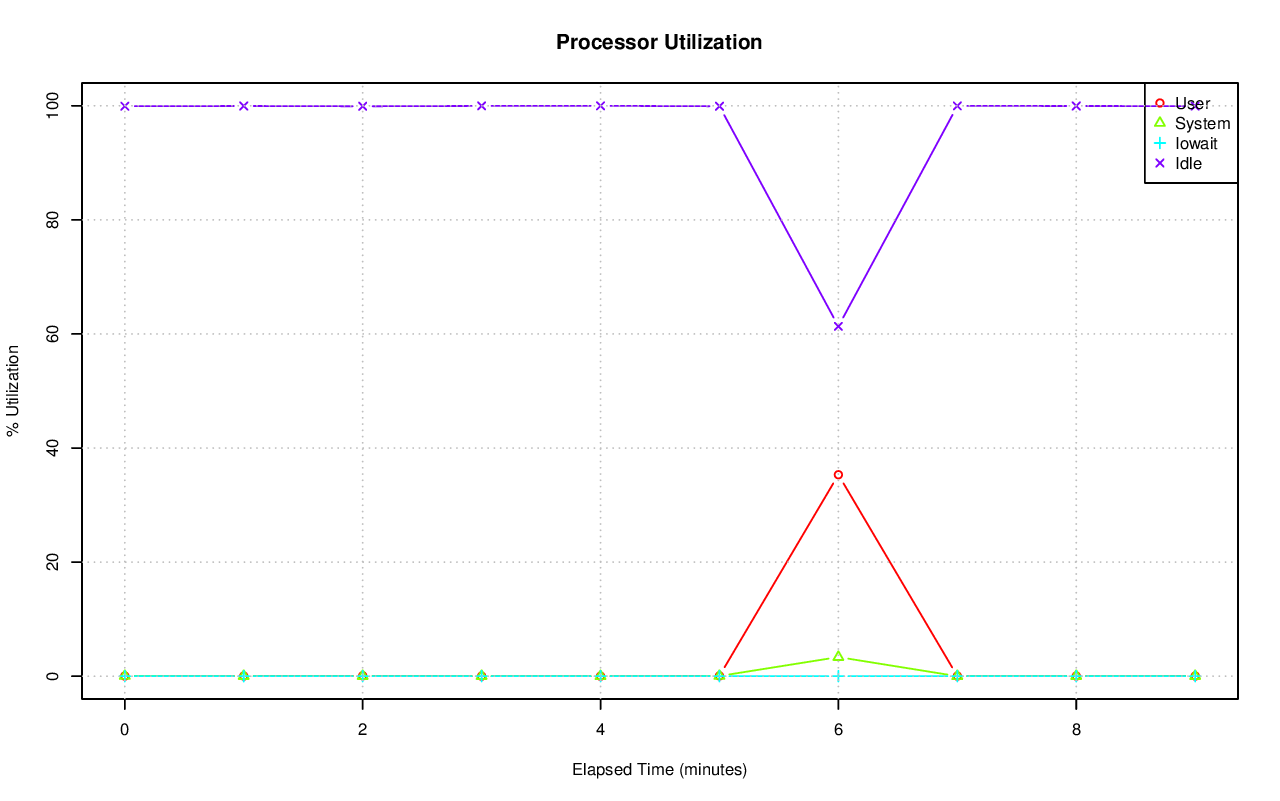 Processor Utilization
100
80
60
40
20
0
% Utilization
User
System
Iowait
Idle
0 2 4 6 8
Elapsed Time (minutes)